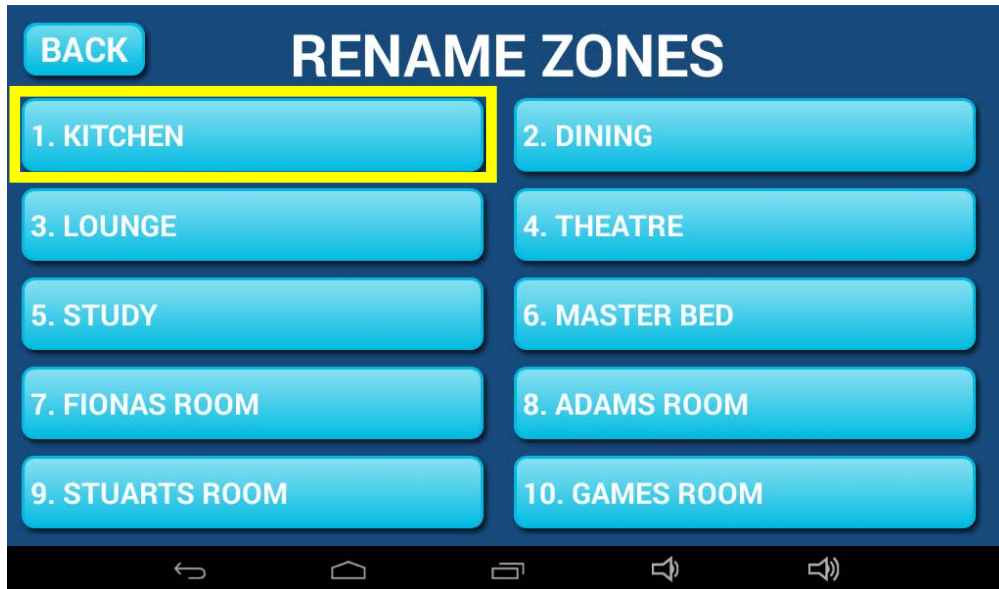 BACK
RENAME ZONES
1. KITCHEN
2. DINING
3. LOUNGE
4. THEATRE
5. STUDY
6. MASTER BED
7. FIONAS ROOM
8. ADAMS ROOM
9. STUARTS ROOM
10. GAMES ROOM